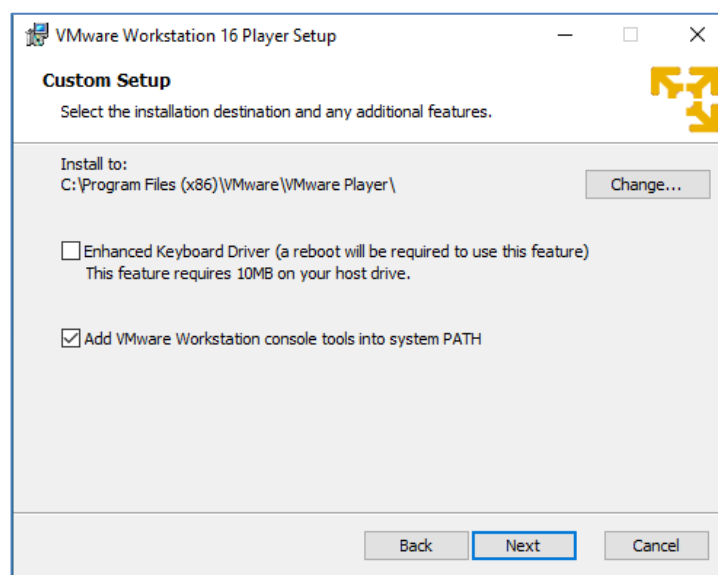 VMware Workstation 16 Player Setup
Custom Setup
Select the installation destination and any additional features.
Install to:
C:\Program Files (x86)\VMware\VMware Player\
Change...
Enhanced Keyboard Driver (a reboot will be required to use this feature)
This feature requires 10MB on your host drive.
Add VMware Workstation console tools into system PATH
Back Next Cancel